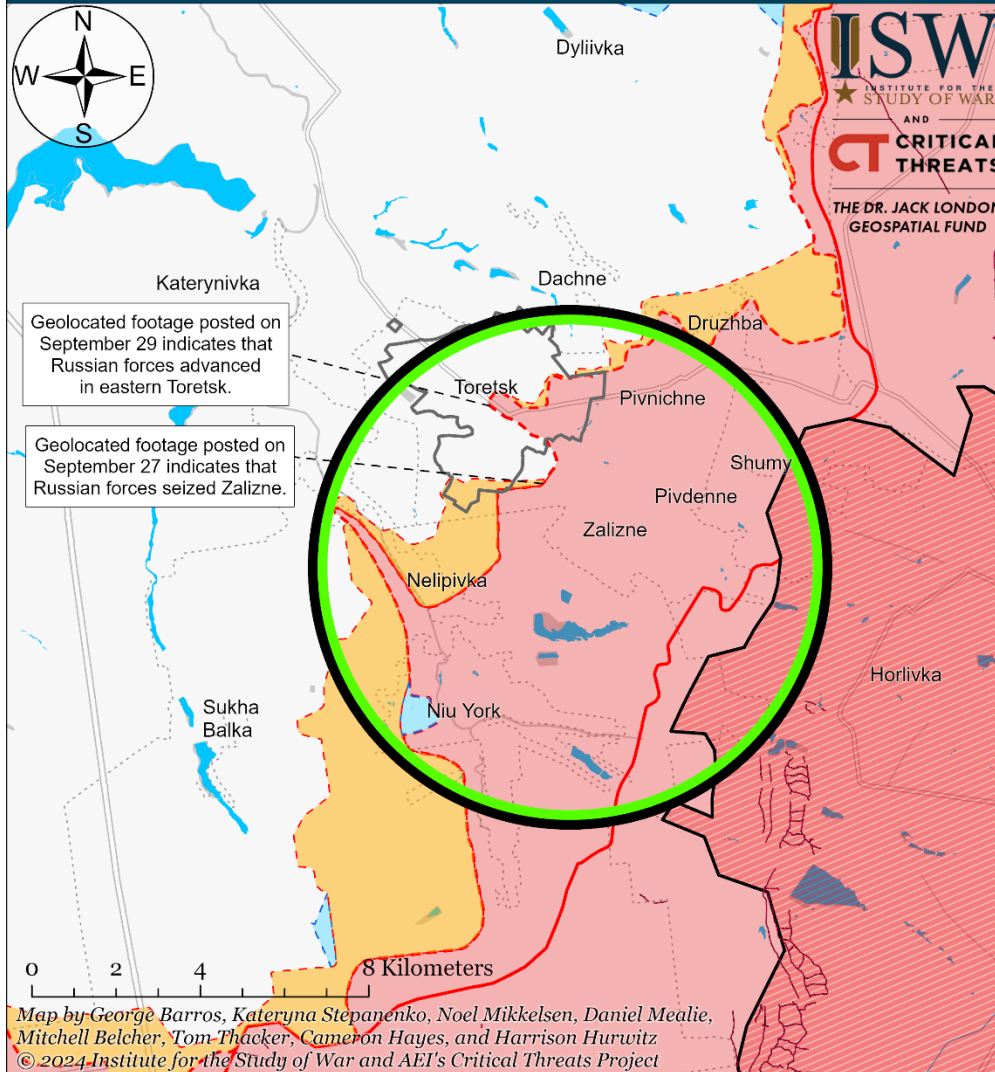 N
W E
S
Dyliivka
ISW
INSTITUTE FOR THE
STUDY OF WAR
AND
CT CRITICAL
THREATS
THE DR. JACK LONDON
GEOSPATIAL FUND
Katerynivka
Dachne
Geolocated footage posted on
September 29 indicates that
Russian forces advanced
in eastern Toretsk.
Druzhba
Toretsk
Pivnichne
Geolocated footage posted on
September 27 indicates that
Russian forces seized Zalizne.
Shumy
Pivdenne
Zalizne
Nelipivka
Horlivka
Sukha
Balka
Niu York
0 2 4 8 Kilometers
Map by George Barros, Kateryna Stepanenko, Noel Mikkelsen, Daniel Mealie,
Mitchell Belcher, Tom Thacker, Cameron Hayes, and Harrison Hurwitz
© 2024 Institute for the Study of War and AEI's Critical Threats Project